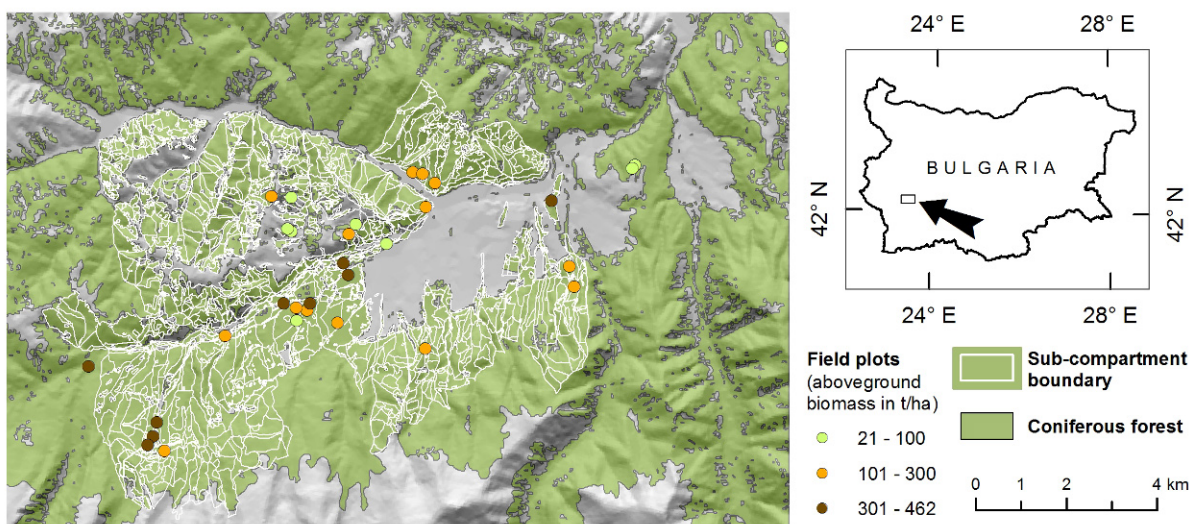 24° E
28° E
BULGARIA
42° N
42° N
24° E
28° E
Field plots
(aboveground
biomass in t/ha)
21 - 100
101 - 300
301 - 462
Sub-compartment
boundary
Coniferous forest
0 1 2 4 km